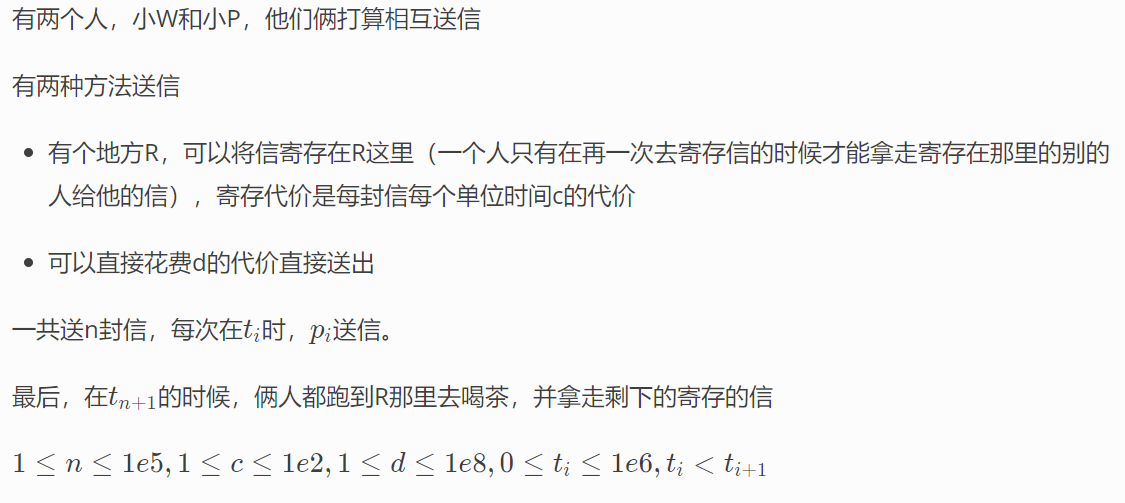 有两个人，小W和小P，他们俩打算相互送信
有两种方法送信
• 有个地方R，可以将信寄存在R这里（一个人只有在再一次去寄存信的时候才能拿走寄存在那里的别的
人给他的信），寄存代价是每封信每个单位时间c的代价
• 可以直接花费d的代价直接送出
一共送n封信，每次在$t_i$时，$p_i$送信。
最后，在$t_{n+1}$的时候，俩人都跑到R那里去喝茶，并拿走剩下的寄存的信
$1 \leq n \leq 1e5, 1 \leq c \leq 1e2, 1 \leq d \leq 1e8, 0 \leq t_i \leq 1e6, t_i < t_{i+1}$